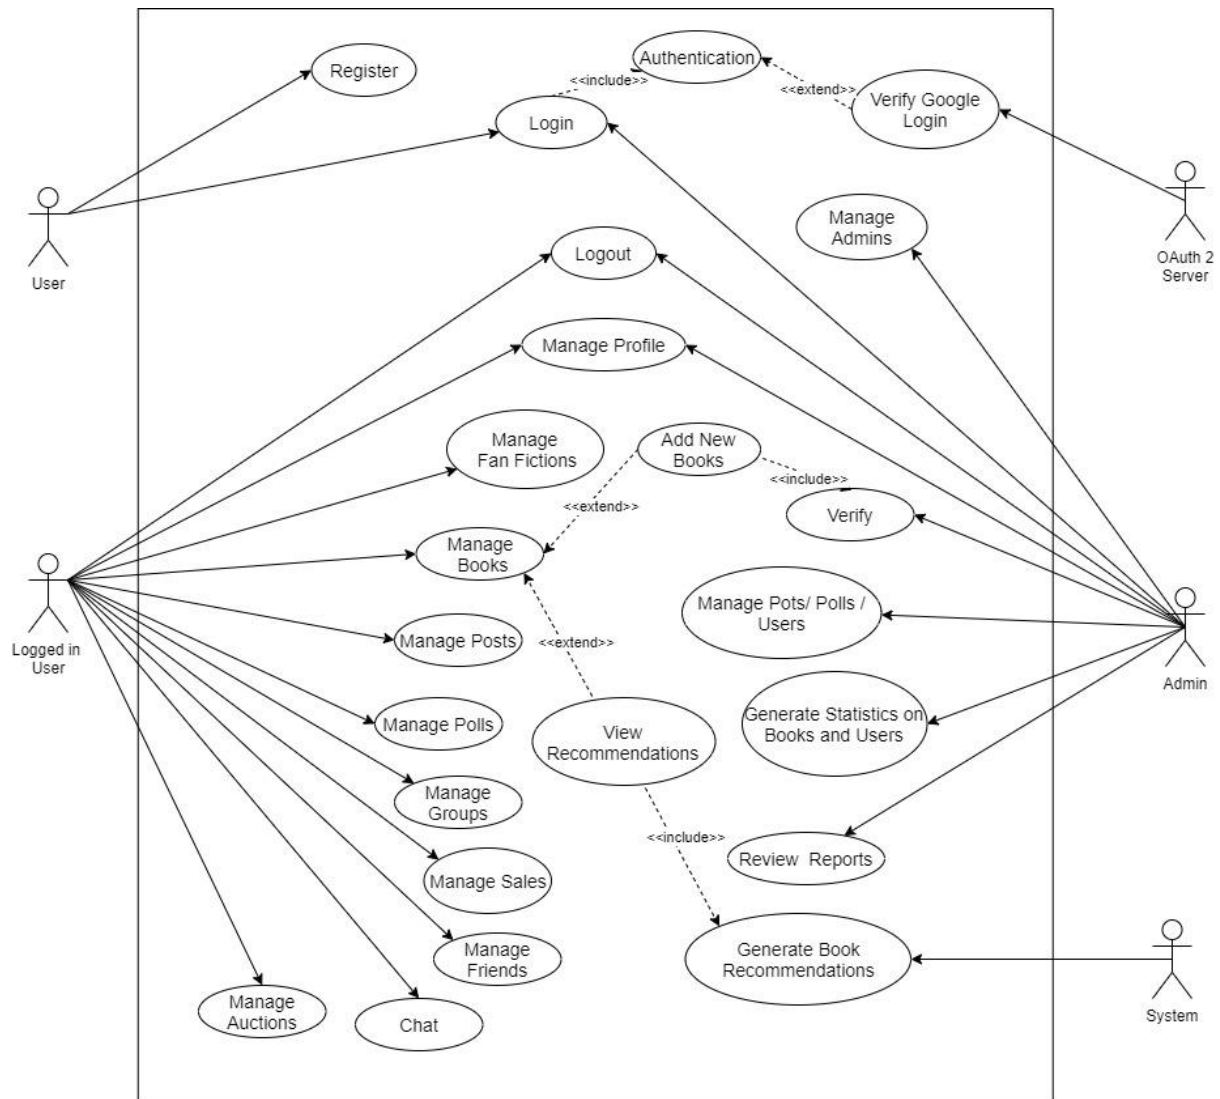 Register
Authentication
<<include>>
<<extend>>
Verify Google
Login
Login
User
Manage
Admins
OAuth 2
Server
Logout
Manage Profile
Manage
Fan Fictions
Add New
Books
<<include>>
<<extend>>
Verify
Manage
Books
Logged in
User
Manage Posts
<<extend>>
Manage Pots/ Polls /
Users
Admin
Manage Polls
View
Recommendations
Generate Statistics on
Books and Users
Manage
Groups
<<include>>
Review Reports
Manage Sales
Manage
Friends
Generate Book
Recommendations
Manage
Auctions
Chat
System